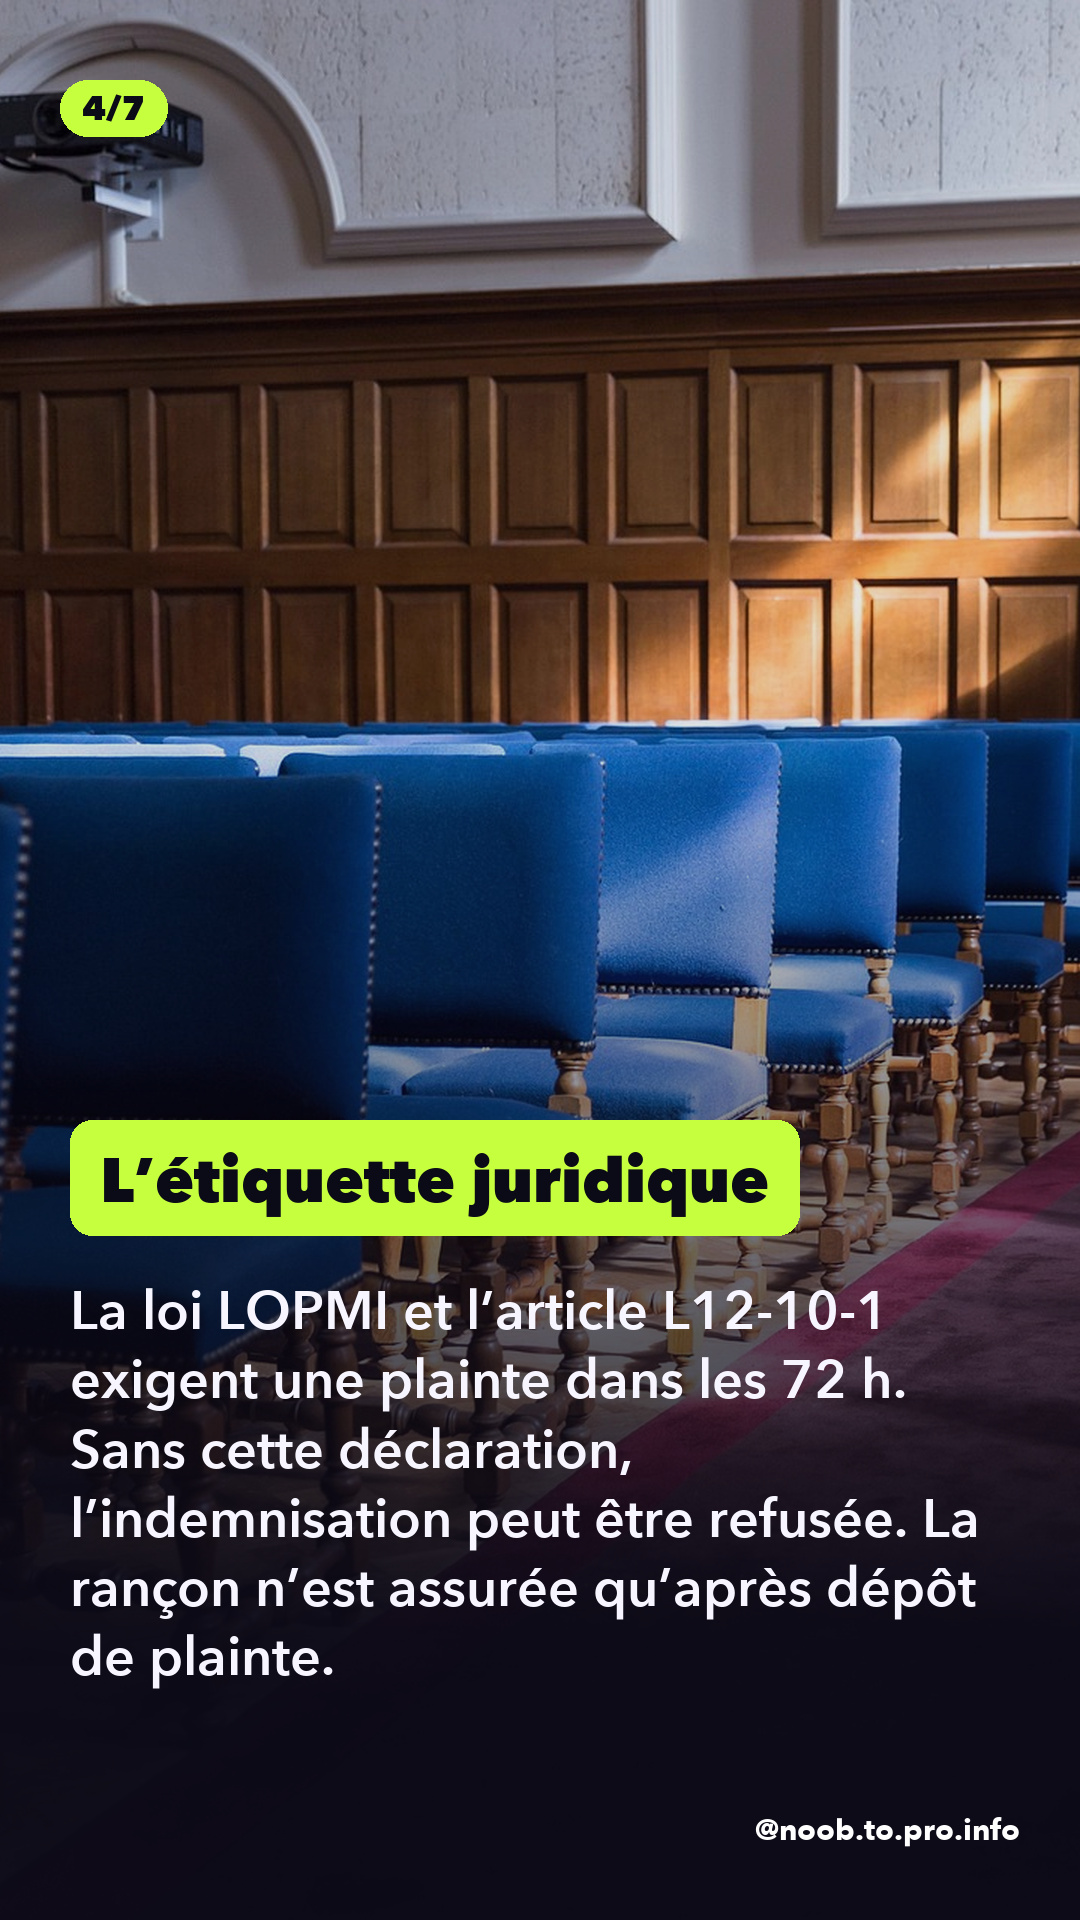 4/7
L’étiquette juridique
La loi LOPMI et l’article L12-10-1
exigent une plainte dans les 72 h.
Sans cette déclaration,
l’indemnisation peut être refusée. La
rançon n’est assurée qu’après dépôt
de plainte.
@noob.to.pro.info